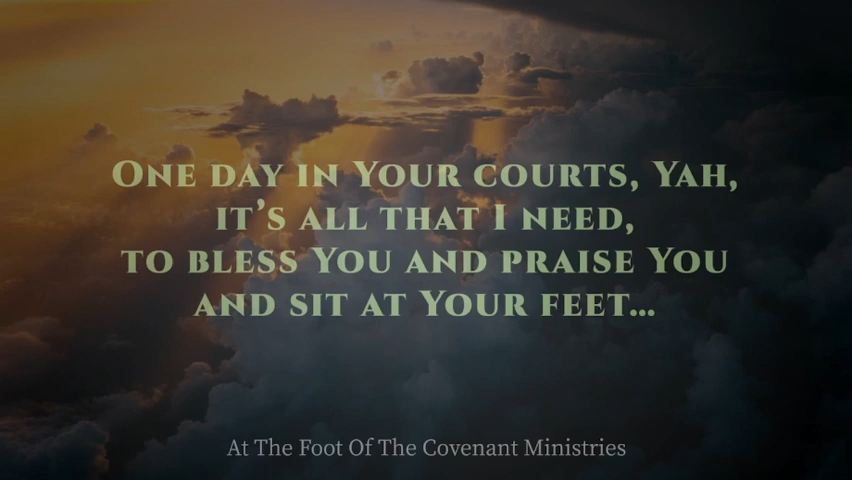 One day in Your courts, Yah,
it's all that I need,
to bless You and praise You
and sit at Your feet...
At The Foot Of The Covenant Ministries